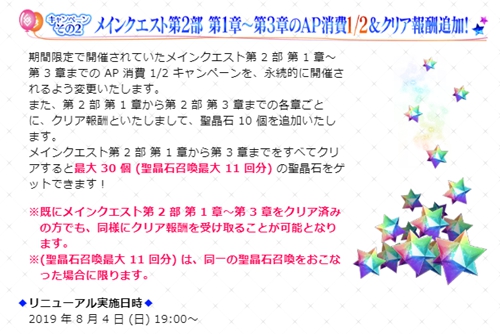 キャンペーン
その2
メインクエスト第2部 第1章～第3章のAP消費1/2＆クリア報酬追加!
期間限定で開催されていたメインクエスト第 2 部 第 1 章～
第 3 章までの AP 消費 1/2 キャンペーンを、永続的に開催さ
れるよう変更いたします。
また、第 2 部 第 1 章から第 2 部 第 3 章までの各章ごと
に、クリア報酬といたしまして、聖晶石 10 個を追加いたし
ます。
メインクエスト第 2 部 第 1 章から第 3 章までをすべてクリ
アすると最大 30 個 (聖晶石召喚最大 11 回分) の聖晶石をゲ
ットできます！
※既にメインクエスト第 2 部 第 1 章～第 3 章をクリア済み
の方でも、同様にクリア報酬を受け取ることが可能となり
ます。
※(聖晶石召喚最大 11 回分) は、同一の聖晶石召喚をおこな
った場合に限ります。
◆リニューアル実施日時◆
2019 年 8 月 4 日 (日) 19:00～